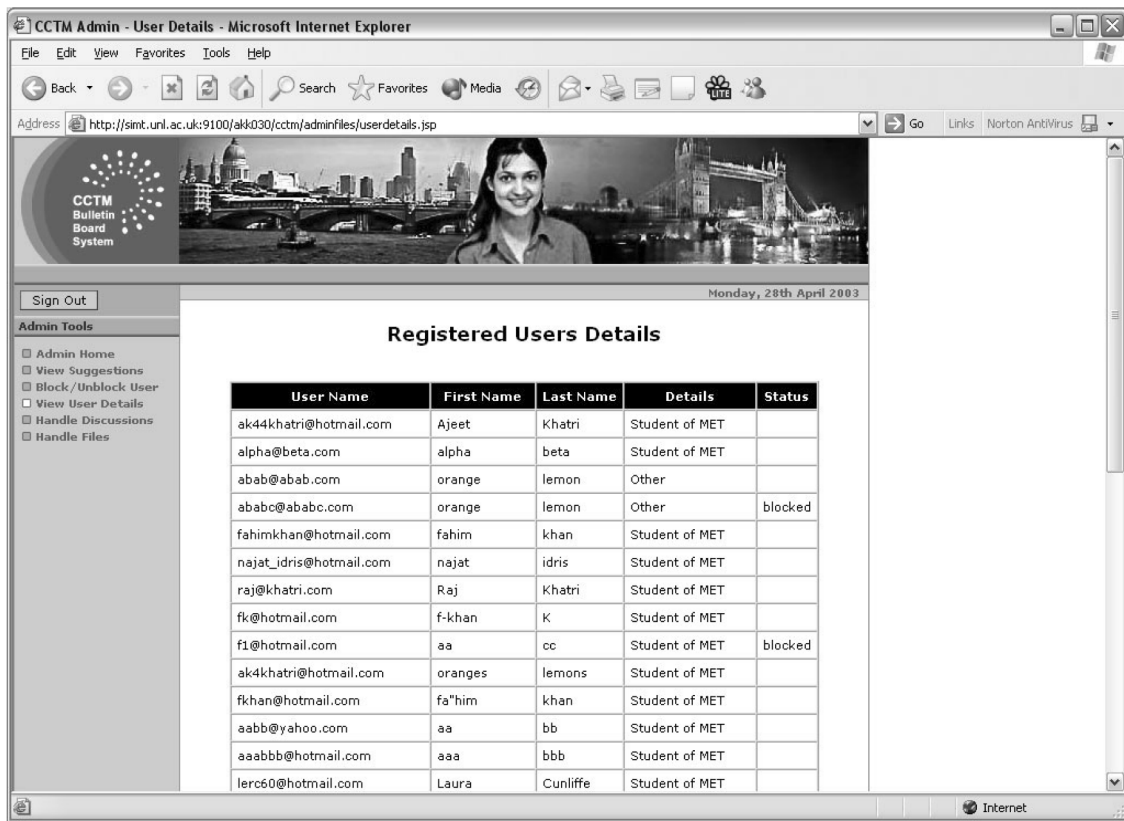 CCTM Admin - User Details - Microsoft Internet Explorer
File Edit View Favorites Tools Help
Back Search Favorites Media LITE
Address http://simt.unl.ac.uk:9100/akk030/cctm/adminfiles/userdetails.jsp Go Links Norton AntiVirus
CCTM
Bulletin
Board
System
Sign Out
Monday, 28th April 2003
Admin Tools
Admin Home
View Suggestions
Block/Unblock User
View User Details
Handle Discussions
Handle Files
Registered Users Details
User Name First Name Last Name Details Status
ak44khatri@hotmail.com Ajeet Khatri Student of MET
alpha@beta.com alpha beta Student of MET
abab@abab.com orange lemon Other
ababc@ababc.com orange lemon Other blocked
fahimkhan@hotmail.com fahim khan Student of MET
najat_idris@hotmail.com najat idris Student of MET
raj@khatri.com Raj Khatri Student of MET
fk@hotmail.com f-khan K Student of MET
f1@hotmail.com aa cc Student of MET blocked
ak4khatri@hotmail.com oranges lemons Student of MET
fkhan@hotmail.com fa"him khan Student of MET
aabb@yahoo.com aa bb Student of MET
aaabbb@hotmail.com aaa bbb Student of MET
lerc60@hotmail.com Laura Cunliffe Student of MET
Internet